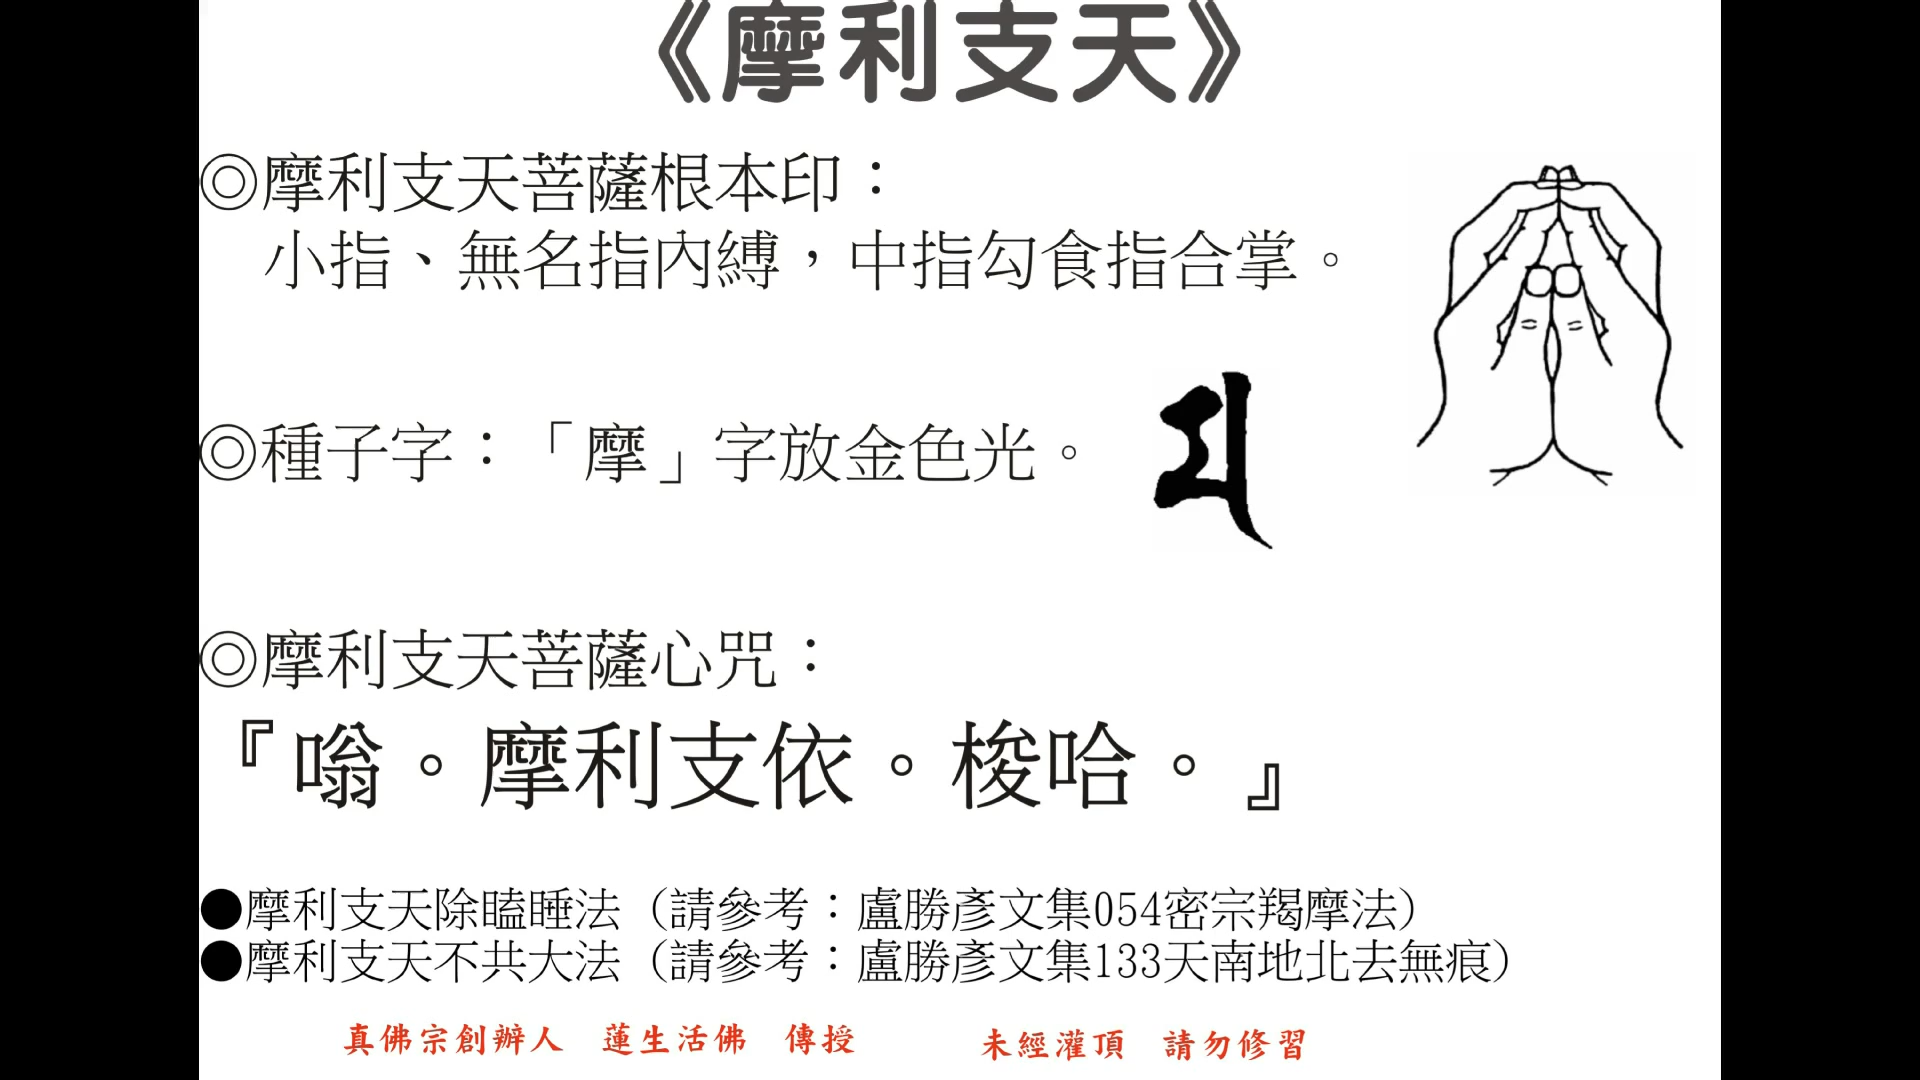 《摩利支天》
◎摩利支天菩薩根本印：
小指、無名指內縛，中指勾食指合掌。
◎種子字：「摩」字放金色光。
◎摩利支天菩薩心咒：
『嗡。摩利支依。梭哈。』
●摩利支天除瞌睡法（請參考：盧勝彥文集054密宗羯摩法）
●摩利支天不共大法（請參考：盧勝彥文集133天南地北去無痕）
真佛宗創辦人 蓮生活佛 傳授 未經灌頂 請勿修習